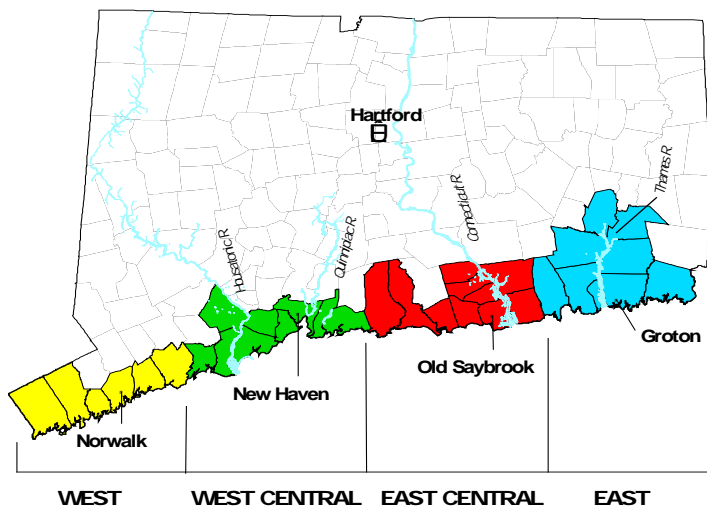 Hartford
Thames R
Connecticut R
Quinnipiac R
Housatonic R
Groton
Old Saybrook
New Haven
Norwalk
WEST
WEST CENTRAL
EAST CENTRAL
EAST